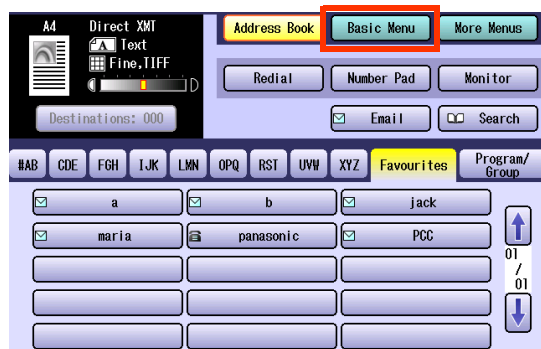 A4 Direct XMT
A Text
Fine,TIFF
D
Destinations: 000
Address Book Basic Menu More Menus
Redial Number Pad Monitor
Email Search
#AB CDE FGH IJK LMN OPQ RST UVW XYZ Favourites Program/
Group
a b jack
maria panasonic PCC
01
/
01